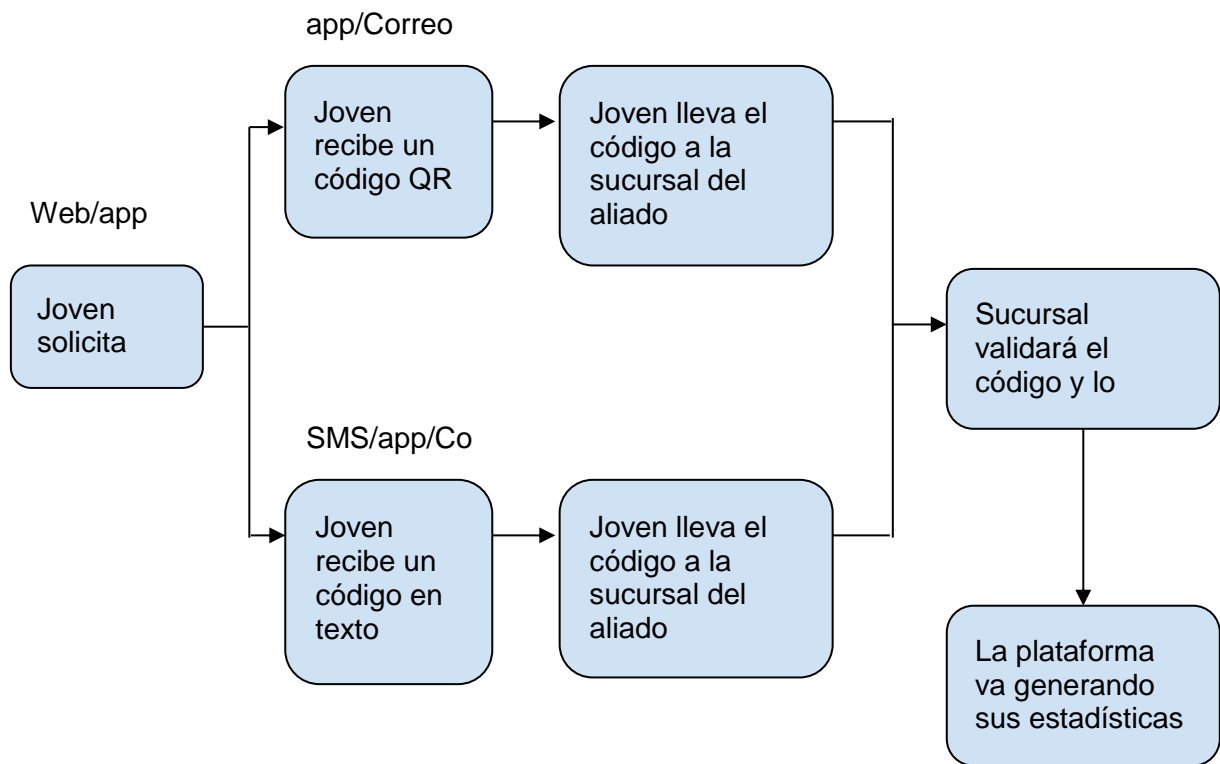 app/Correo
Joven
recibe un
código QR
Joven lleva el
código a la
sucursal del
aliado
Web/app
Joven
solicita
Sucursal
validará el
código y lo
SMS/app/Co
Joven
recibe un
código en
texto
Joven lleva el
código a la
sucursal del
aliado
La plataforma
va generando
sus estadísticas